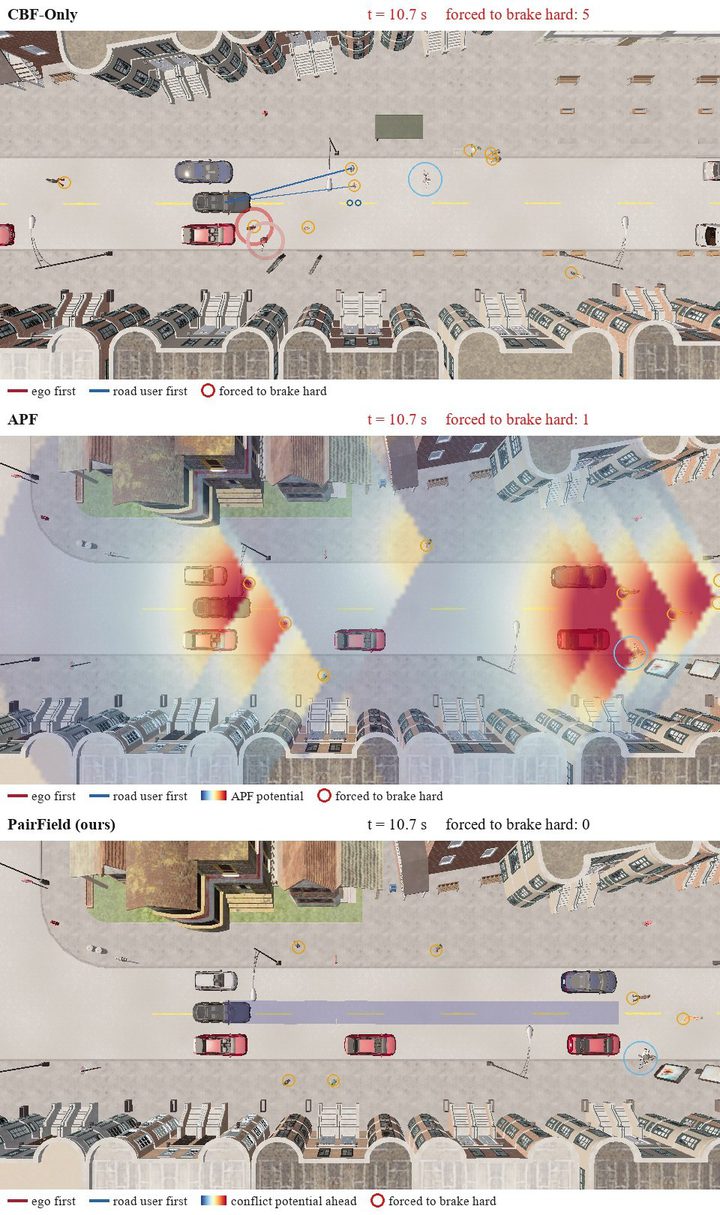 CBF-Only t = 10.7 s forced to brake hard: 5
ego first road user first forced to brake hard
APF t = 10.7 s forced to brake hard: 1
ego first road user first APF potential forced to brake hard
PairField (ours) t = 10.7 s forced to brake hard: 0
ego first road user first conflict potential ahead forced to brake hard